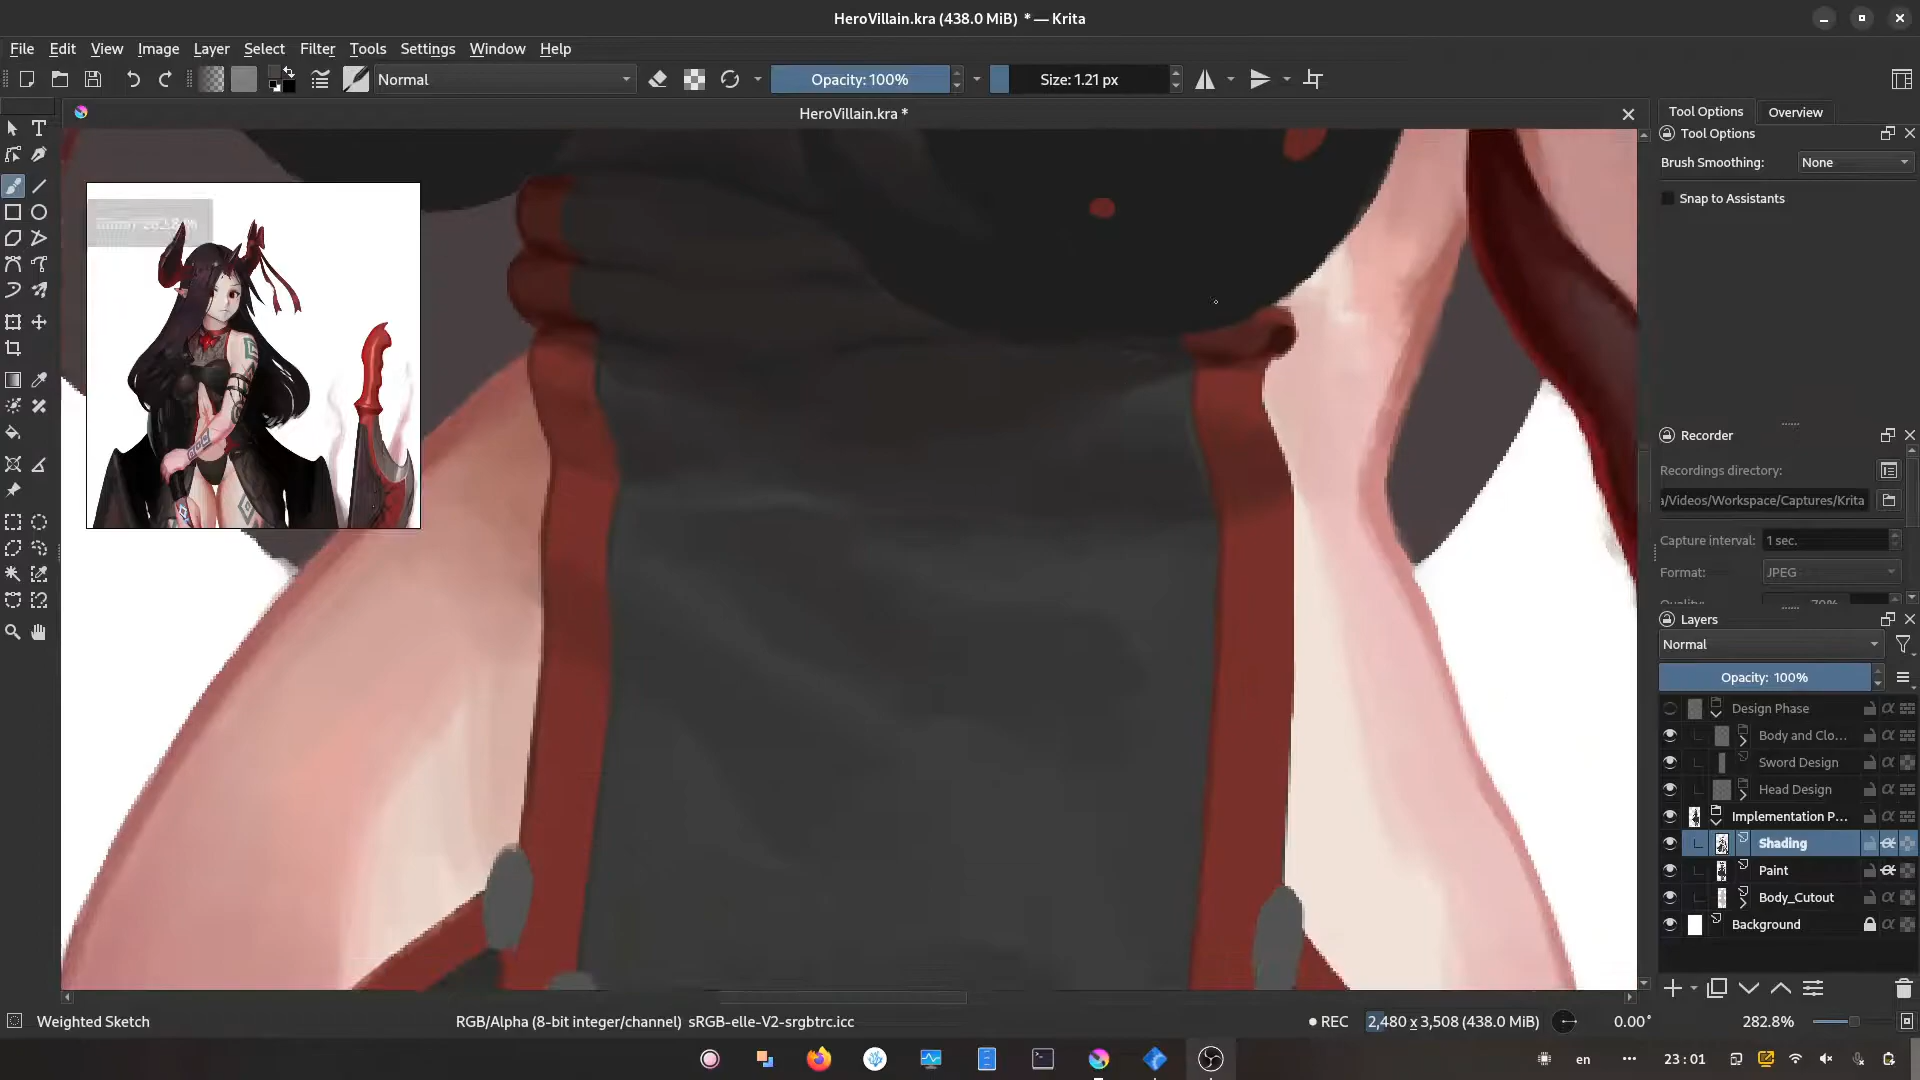 HeroVillain.kra (438.0 MiB) * — Krita
File Edit View Image Layer Select Filter Tools Settings Window Help
Normal
Opacity: 100%
Size: 1.21 px
HeroVillain.kra *
Tool Options
Overview
Tool Options
Brush Smoothing:
None
Snap to Assistants
Recorder
Recordings directory:
a/Videos/Workspace/Captures/Krita
Capture interval:
1 sec.
Format:
JPEG
Layers
Normal
Opacity: 100%
Design Phase
Body and Clo...
Sword Design
Head Design
Implementation P...
Shading
Paint
Body_Cutout
Background
Weighted Sketch
RGB/Alpha (8-bit integer/channel) sRGB-elle-V2-srgbtrc.icc
REC
2,480 x 3,508 (438.0 MiB)
0.00°
282.8%
en
23 : 01